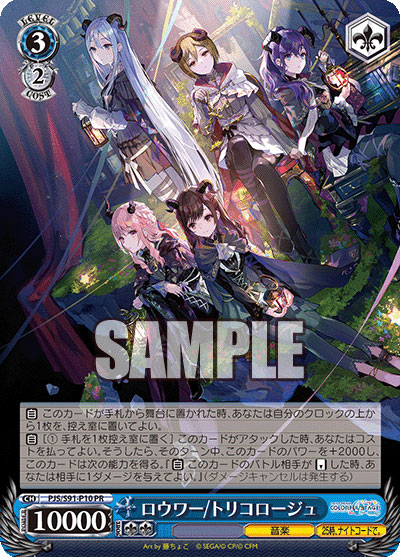 LEVEL
3
2
COST
SAMPLE
自 このカードが手札から舞台に置かれた時、あなたは自分のクロックの上から1枚を、控え室に置いてよい。
自 [① 手札を1枚控え室に置く] このカードがアタックした時、あなたはコストを払ってよい。そうしたら、そのターン中、このカードのパワーを+2000し、このカードは次の能力を得る。『自 このカードのバトル相手が【リバース】した時、あなたは相手に1ダメージを与えてよい。』(ダメージキャンセルは発生する)
CH PJS/S91-P10 PR
POWER
10000
ロウワー/トリコロージュ
COLORFUL STAGE!
音楽
25時、ナイトコードで。
Art by 藤ちょこ © SEGA/© CP/© CFM